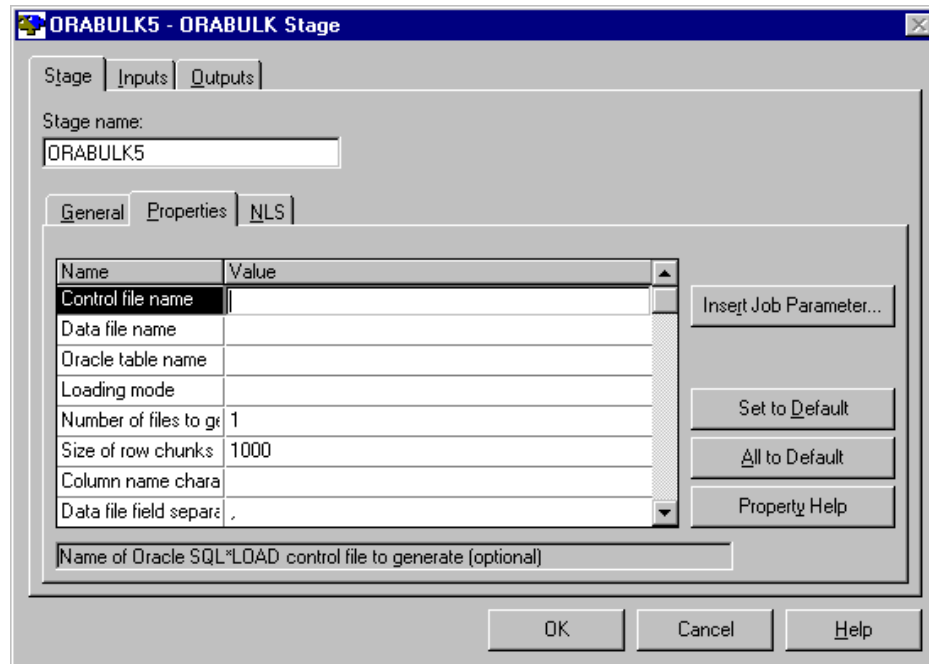 ORABULK5 - ORABULK Stage
Stage Inputs Outputs
Stage name:
ORABULK5
General Properties NLS
Name Value
Control file name
Insert Job Parameter...
Data file name
Oracle table name
Loading mode
Set to Default
Number of files to ge 1
Size of row chunks 1000
All to Default
Column name chara
Data file field separa ,
Property Help
Name of Oracle SQL*LOAD control file to generate (optional)
OK Cancel Help